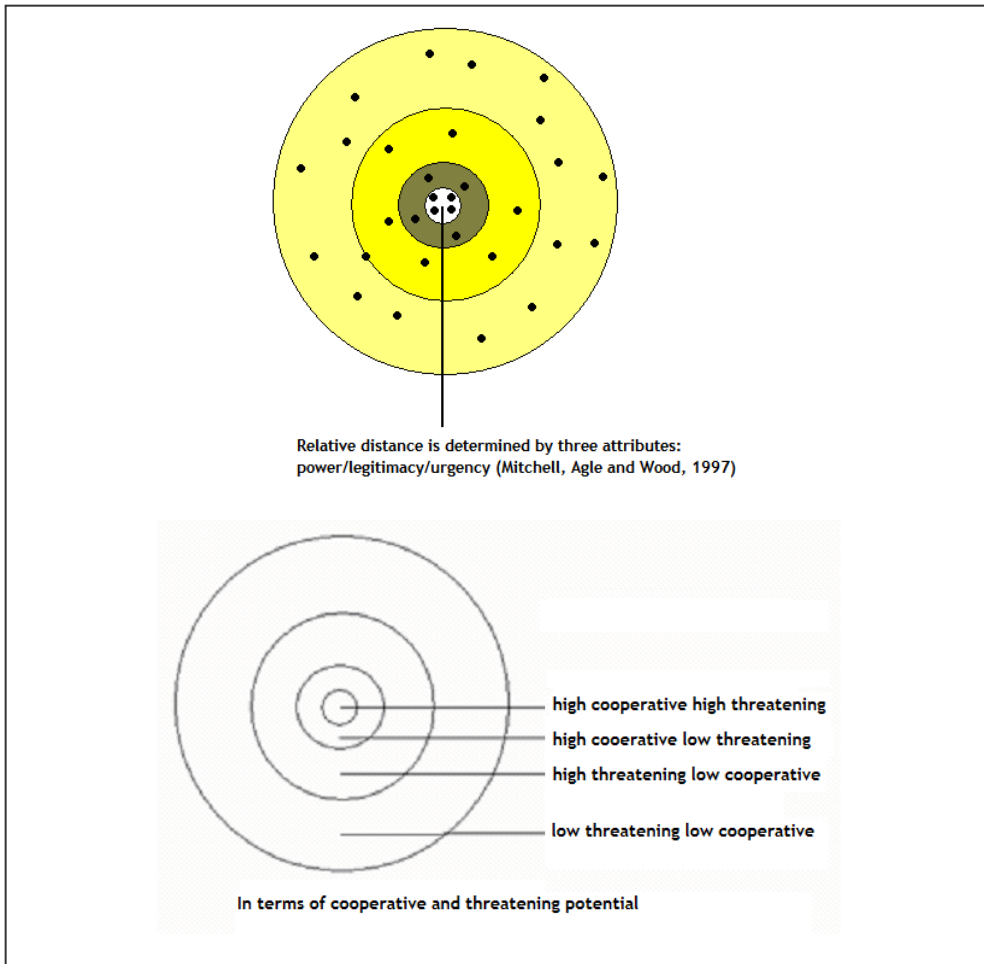 Relative distance is determined by three attributes:
power/legitimacy/urgency (Mitchell, Agle and Wood, 1997)
high cooperative high threatening
high cooerative low threatening
high threatening low cooperative
low threatening low cooperative
In terms of cooperative and threatening potential